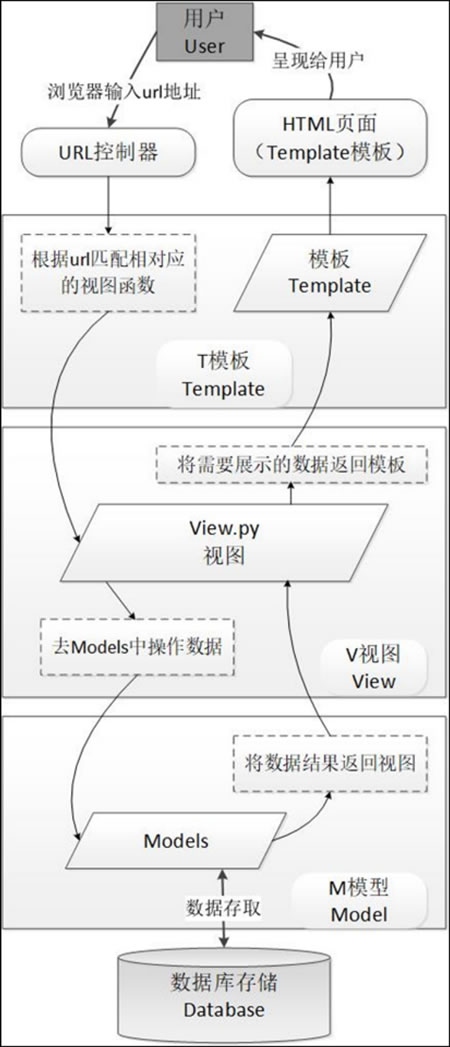 用户
User
浏览器输入url地址
呈现给用户
URL控制器
HTML页面
（Template模板）
根据url匹配相对应
的视图函数
模板
Template
T模板
Template
将需要展示的数据返回模板
View.py
视图
去Models中操作数据
V视图
View
将数据结果返回视图
Models
M模型
Model
数据存取
数据库存储
Database